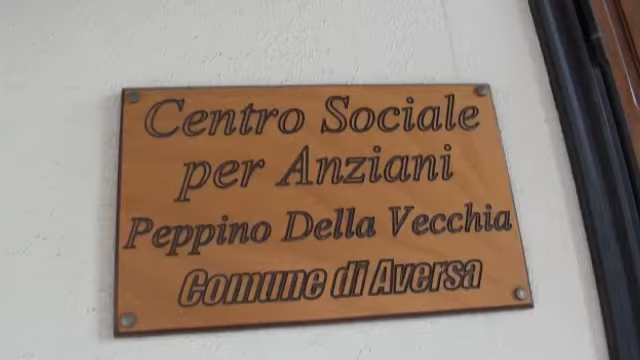 Centro Sociale
per Anziani
Peppino Della Vecchia
Comune di Aversa